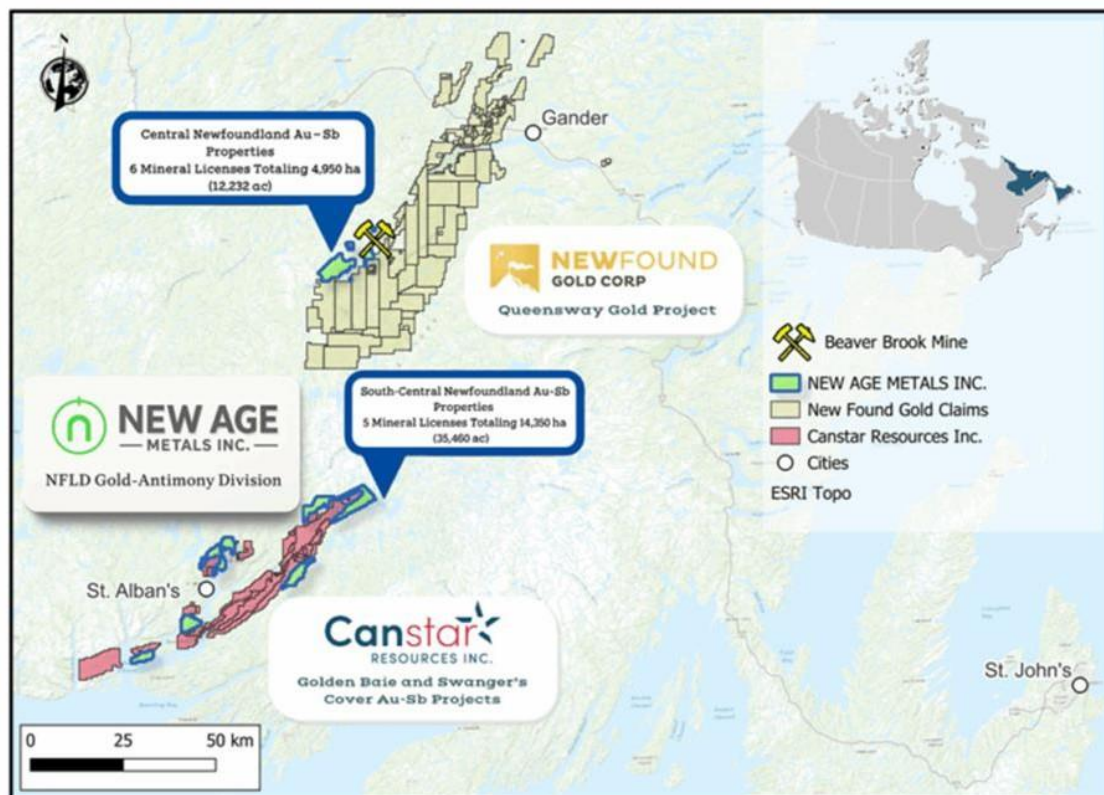 Gander
Central Newfoundland Au-Sb
Properties
6 Mineral Licenses Totaling 4,950 ha
(12,232 ac)
NEWFOUND
GOLD CORP
Queensway Gold Project
Beaver Brook Mine
NEW AGE METALS INC.
New Found Gold Claims
Canstar Resources Inc.
Cities
ESRI Topo
South-Central Newfoundland Au-Sb
Properties
5 Mineral Licenses Totaling 14,350 ha
(35,460 ac)
NEW AGE
METALS INC.
NFLD Gold-Antimony Division
St. Alban's
Canstar
RESOURCES INC.
Golden Baie and Swanger's
Cover Au-Sb Projects
St. John's
0 25 50 km